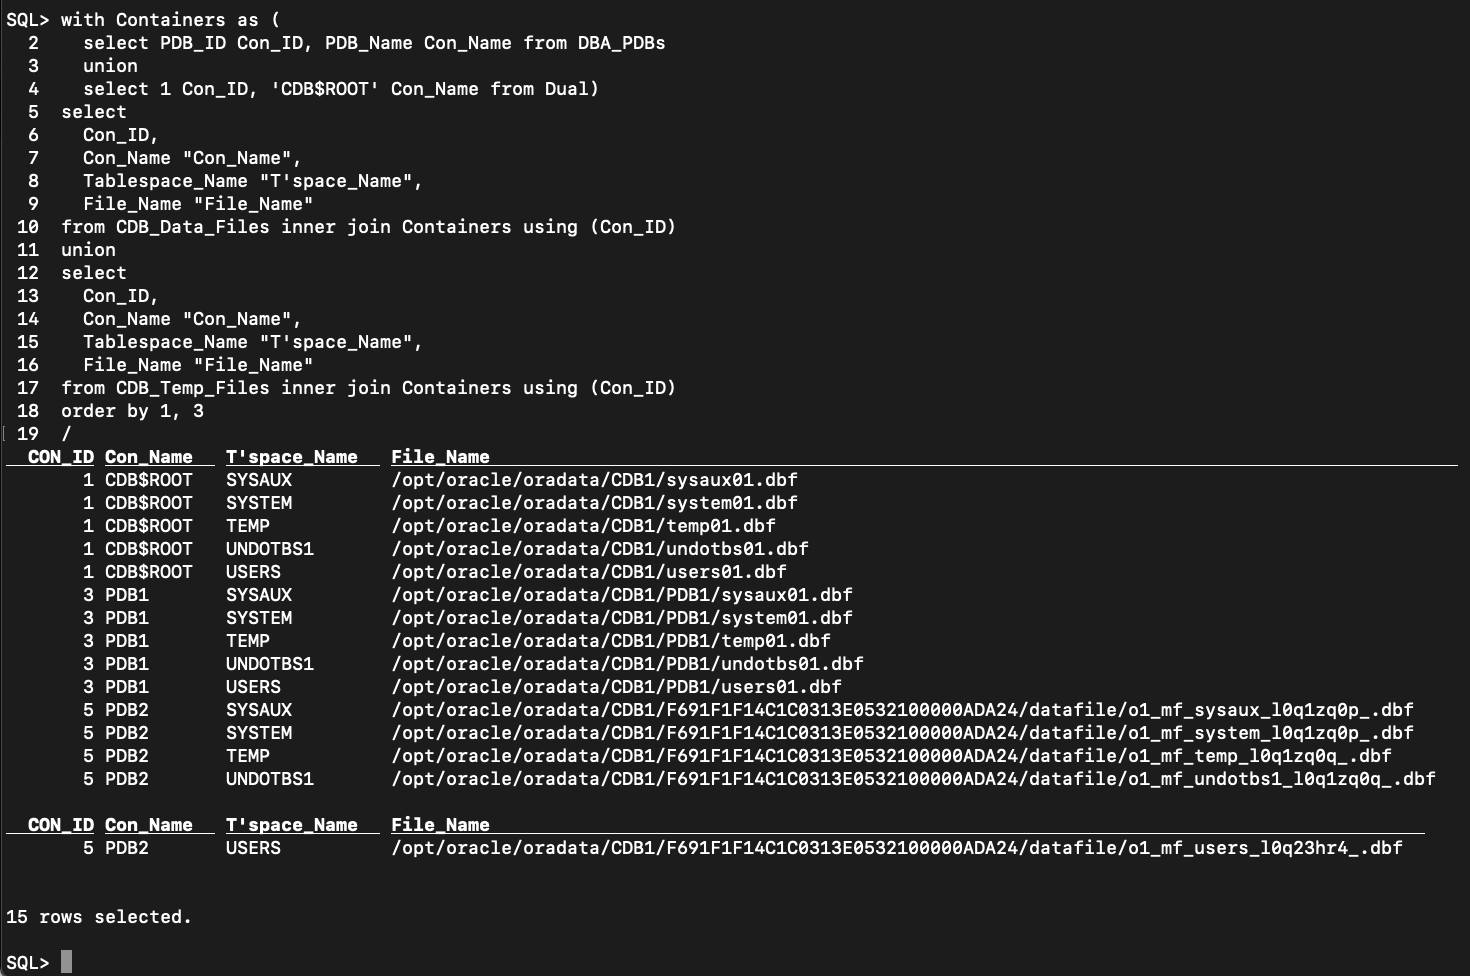 SQL> with Containers as (
  2    select PDB_ID Con_ID, PDB_Name Con_Name from DBA_PDBs
  3    union
  4    select 1 Con_ID, 'CDB$ROOT' Con_Name from Dual)
  5  select
  6    Con_ID,
  7    Con_Name "Con_Name",
  8    Tablespace_Name "T'space_Name",
  9    File_Name "File_Name"
 10  from CDB_Data_Files inner join Containers using (Con_ID)
 11  union
 12  select
 13    Con_ID,
 14    Con_Name "Con_Name",
 15    Tablespace_Name "T'space_Name",
 16    File_Name "File_Name"
 17  from CDB_Temp_Files inner join Containers using (Con_ID)
 18  order by 1, 3
 19  /
  CON_ID Con_Name   T'space_Name   File_Name
       1 CDB$ROOT   SYSAUX         /opt/oracle/oradata/CDB1/sysaux01.dbf
       1 CDB$ROOT   SYSTEM         /opt/oracle/oradata/CDB1/system01.dbf
       1 CDB$ROOT   TEMP           /opt/oracle/oradata/CDB1/temp01.dbf
       1 CDB$ROOT   UNDOTBS1       /opt/oracle/oradata/CDB1/undotbs01.dbf
       1 CDB$ROOT   USERS          /opt/oracle/oradata/CDB1/users01.dbf
       3 PDB1       SYSAUX         /opt/oracle/oradata/CDB1/PDB1/sysaux01.dbf
       3 PDB1       SYSTEM         /opt/oracle/oradata/CDB1/PDB1/system01.dbf
       3 PDB1       TEMP           /opt/oracle/oradata/CDB1/PDB1/temp01.dbf
       3 PDB1       UNDOTBS1       /opt/oracle/oradata/CDB1/PDB1/undotbs01.dbf
       3 PDB1       USERS          /opt/oracle/oradata/CDB1/PDB1/users01.dbf
       5 PDB2       SYSAUX         /opt/oracle/oradata/CDB1/F691F1F14C1C0313E0532100000ADA24/datafile/o1_mf_sysaux_l0q1zq0p_.dbf
       5 PDB2       SYSTEM         /opt/oracle/oradata/CDB1/F691F1F14C1C0313E0532100000ADA24/datafile/o1_mf_system_l0q1zq0p_.dbf
       5 PDB2       TEMP           /opt/oracle/oradata/CDB1/F691F1F14C1C0313E0532100000ADA24/datafile/o1_mf_temp_l0q1zq0q_.dbf
       5 PDB2       UNDOTBS1       /opt/oracle/oradata/CDB1/F691F1F14C1C0313E0532100000ADA24/datafile/o1_mf_undotbs1_l0q1zq0q_.dbf
  CON_ID Con_Name   T'space_Name   File_Name
       5 PDB2       USERS          /opt/oracle/oradata/CDB1/F691F1F14C1C0313E0532100000ADA24/datafile/o1_mf_users_l0q23hr4_.dbf
15 rows selected.
SQL>